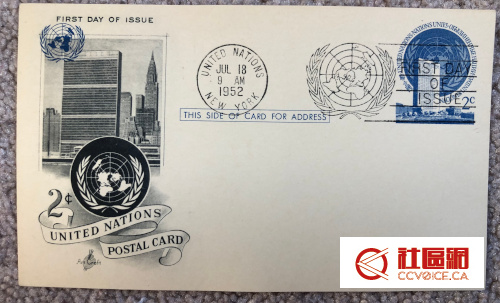 FIRST DAY OF ISSUE
UNITED NATIONS
JUL 18
9 AM
1952
NEW YORK
FIRST DAY
OF
ISSUE
2c
THIS SIDE OF CARD FOR ADDRESS
2¢
UNITED NATIONS
POSTAL CARD
ArtCraft
社區網
CCVOICE.CA